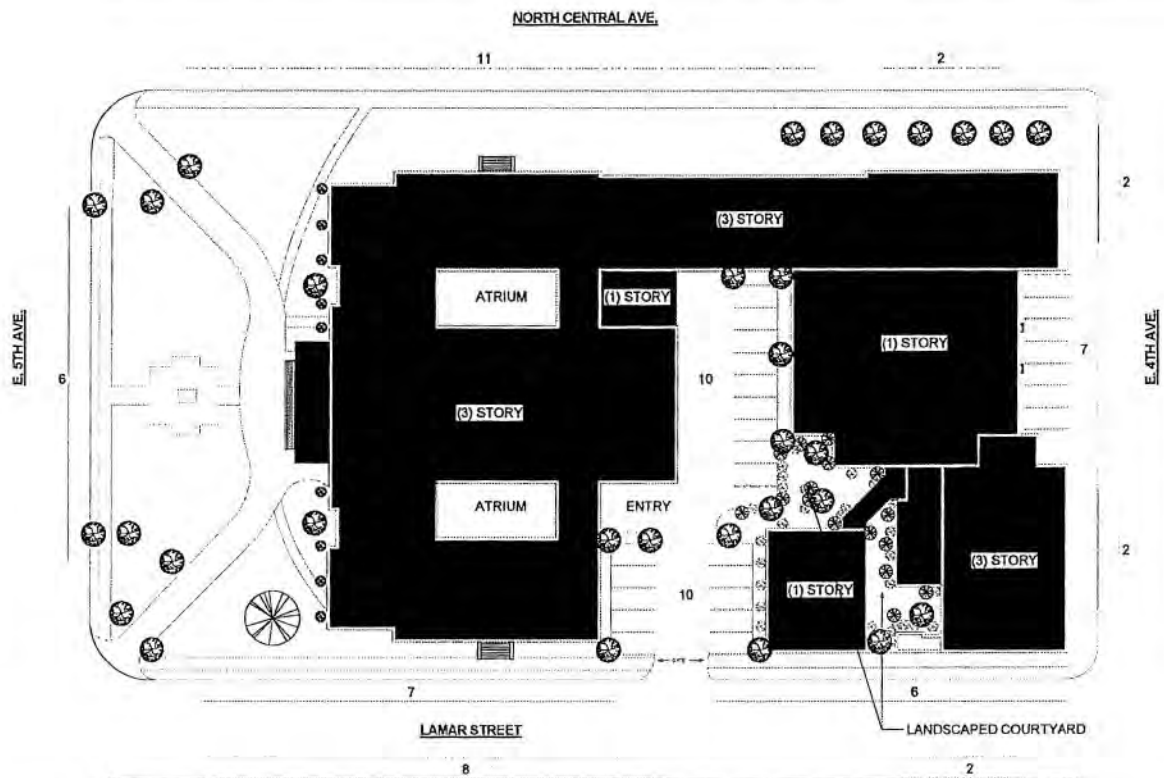 NORTH CENTRAL AVE.
11
2
2
(3) STORY
ATRIUM
(1) STORY
(1) STORY
E. 5TH AVE.
6
E. 4TH AVE.
7
10
(3) STORY
ATRIUM
ENTRY
2
(3) STORY
(1) STORY
10
GATE
7
6
LAMAR STREET
LANDSCAPED COURTYARD
8
2